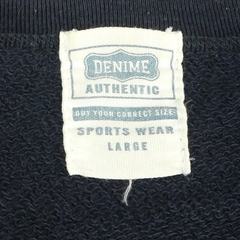 DENIME
AUTHENTIC
BUY YOUR CORRECT SIZE
SPORTS WEAR
LARGE